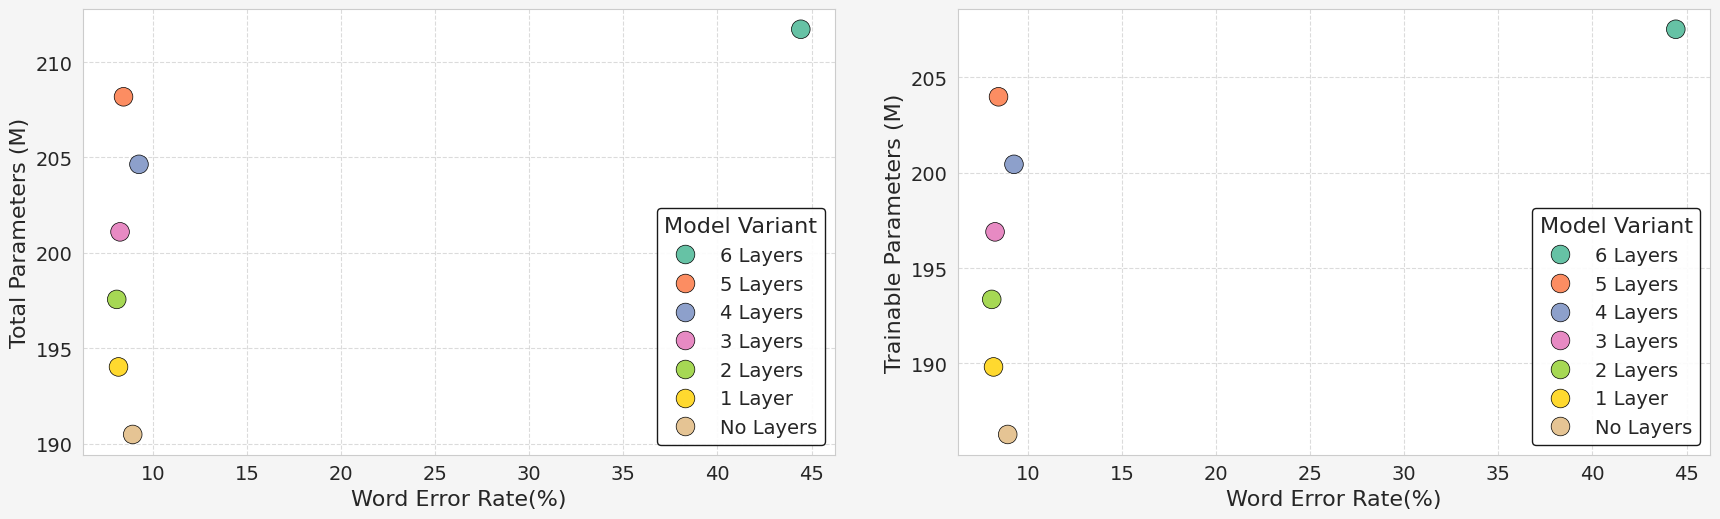 210
205
200
195
190
Total Parameters (M)
10 15 20 25 30 35 40 45
Word Error Rate(%)
Model Variant
6 Layers
5 Layers
4 Layers
3 Layers
2 Layers
1 Layer
No Layers
205
200
195
190
Trainable Parameters (M)
10 15 20 25 30 35 40 45
Word Error Rate(%)
Model Variant
6 Layers
5 Layers
4 Layers
3 Layers
2 Layers
1 Layer
No Layers